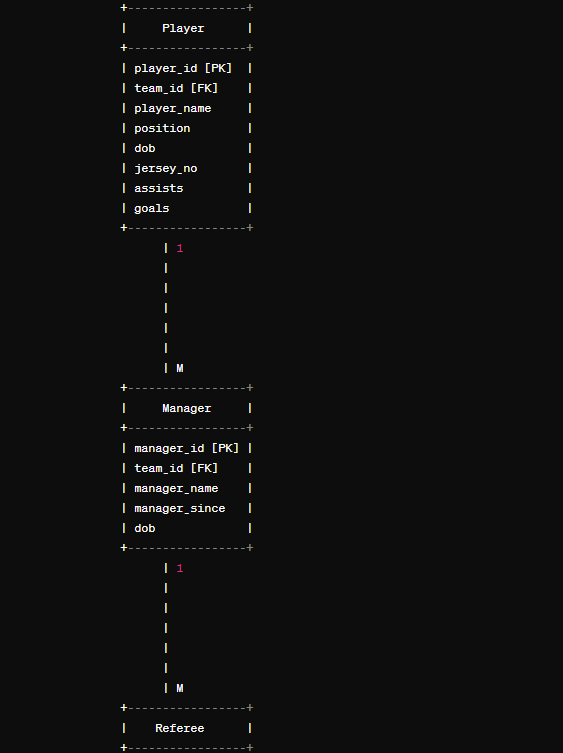 +-----------------+
|     Player      |
+-----------------+
| player_id [PK]  |
| team_id [FK]    |
| player_name     |
| position        |
| dob             |
| jersey_no       |
| assists         |
| goals           |
+-----------------+
      | 1
      |
      |
      |
      |
      |
      | M
+-----------------+
|     Manager     |
+-----------------+
| manager_id [PK] |
| team_id [FK]    |
| manager_name    |
| manager_since   |
| dob             |
+-----------------+
      | 1
      |
      |
      |
      |
      |
      | M
+-----------------+
|    Referee      |
+-----------------+